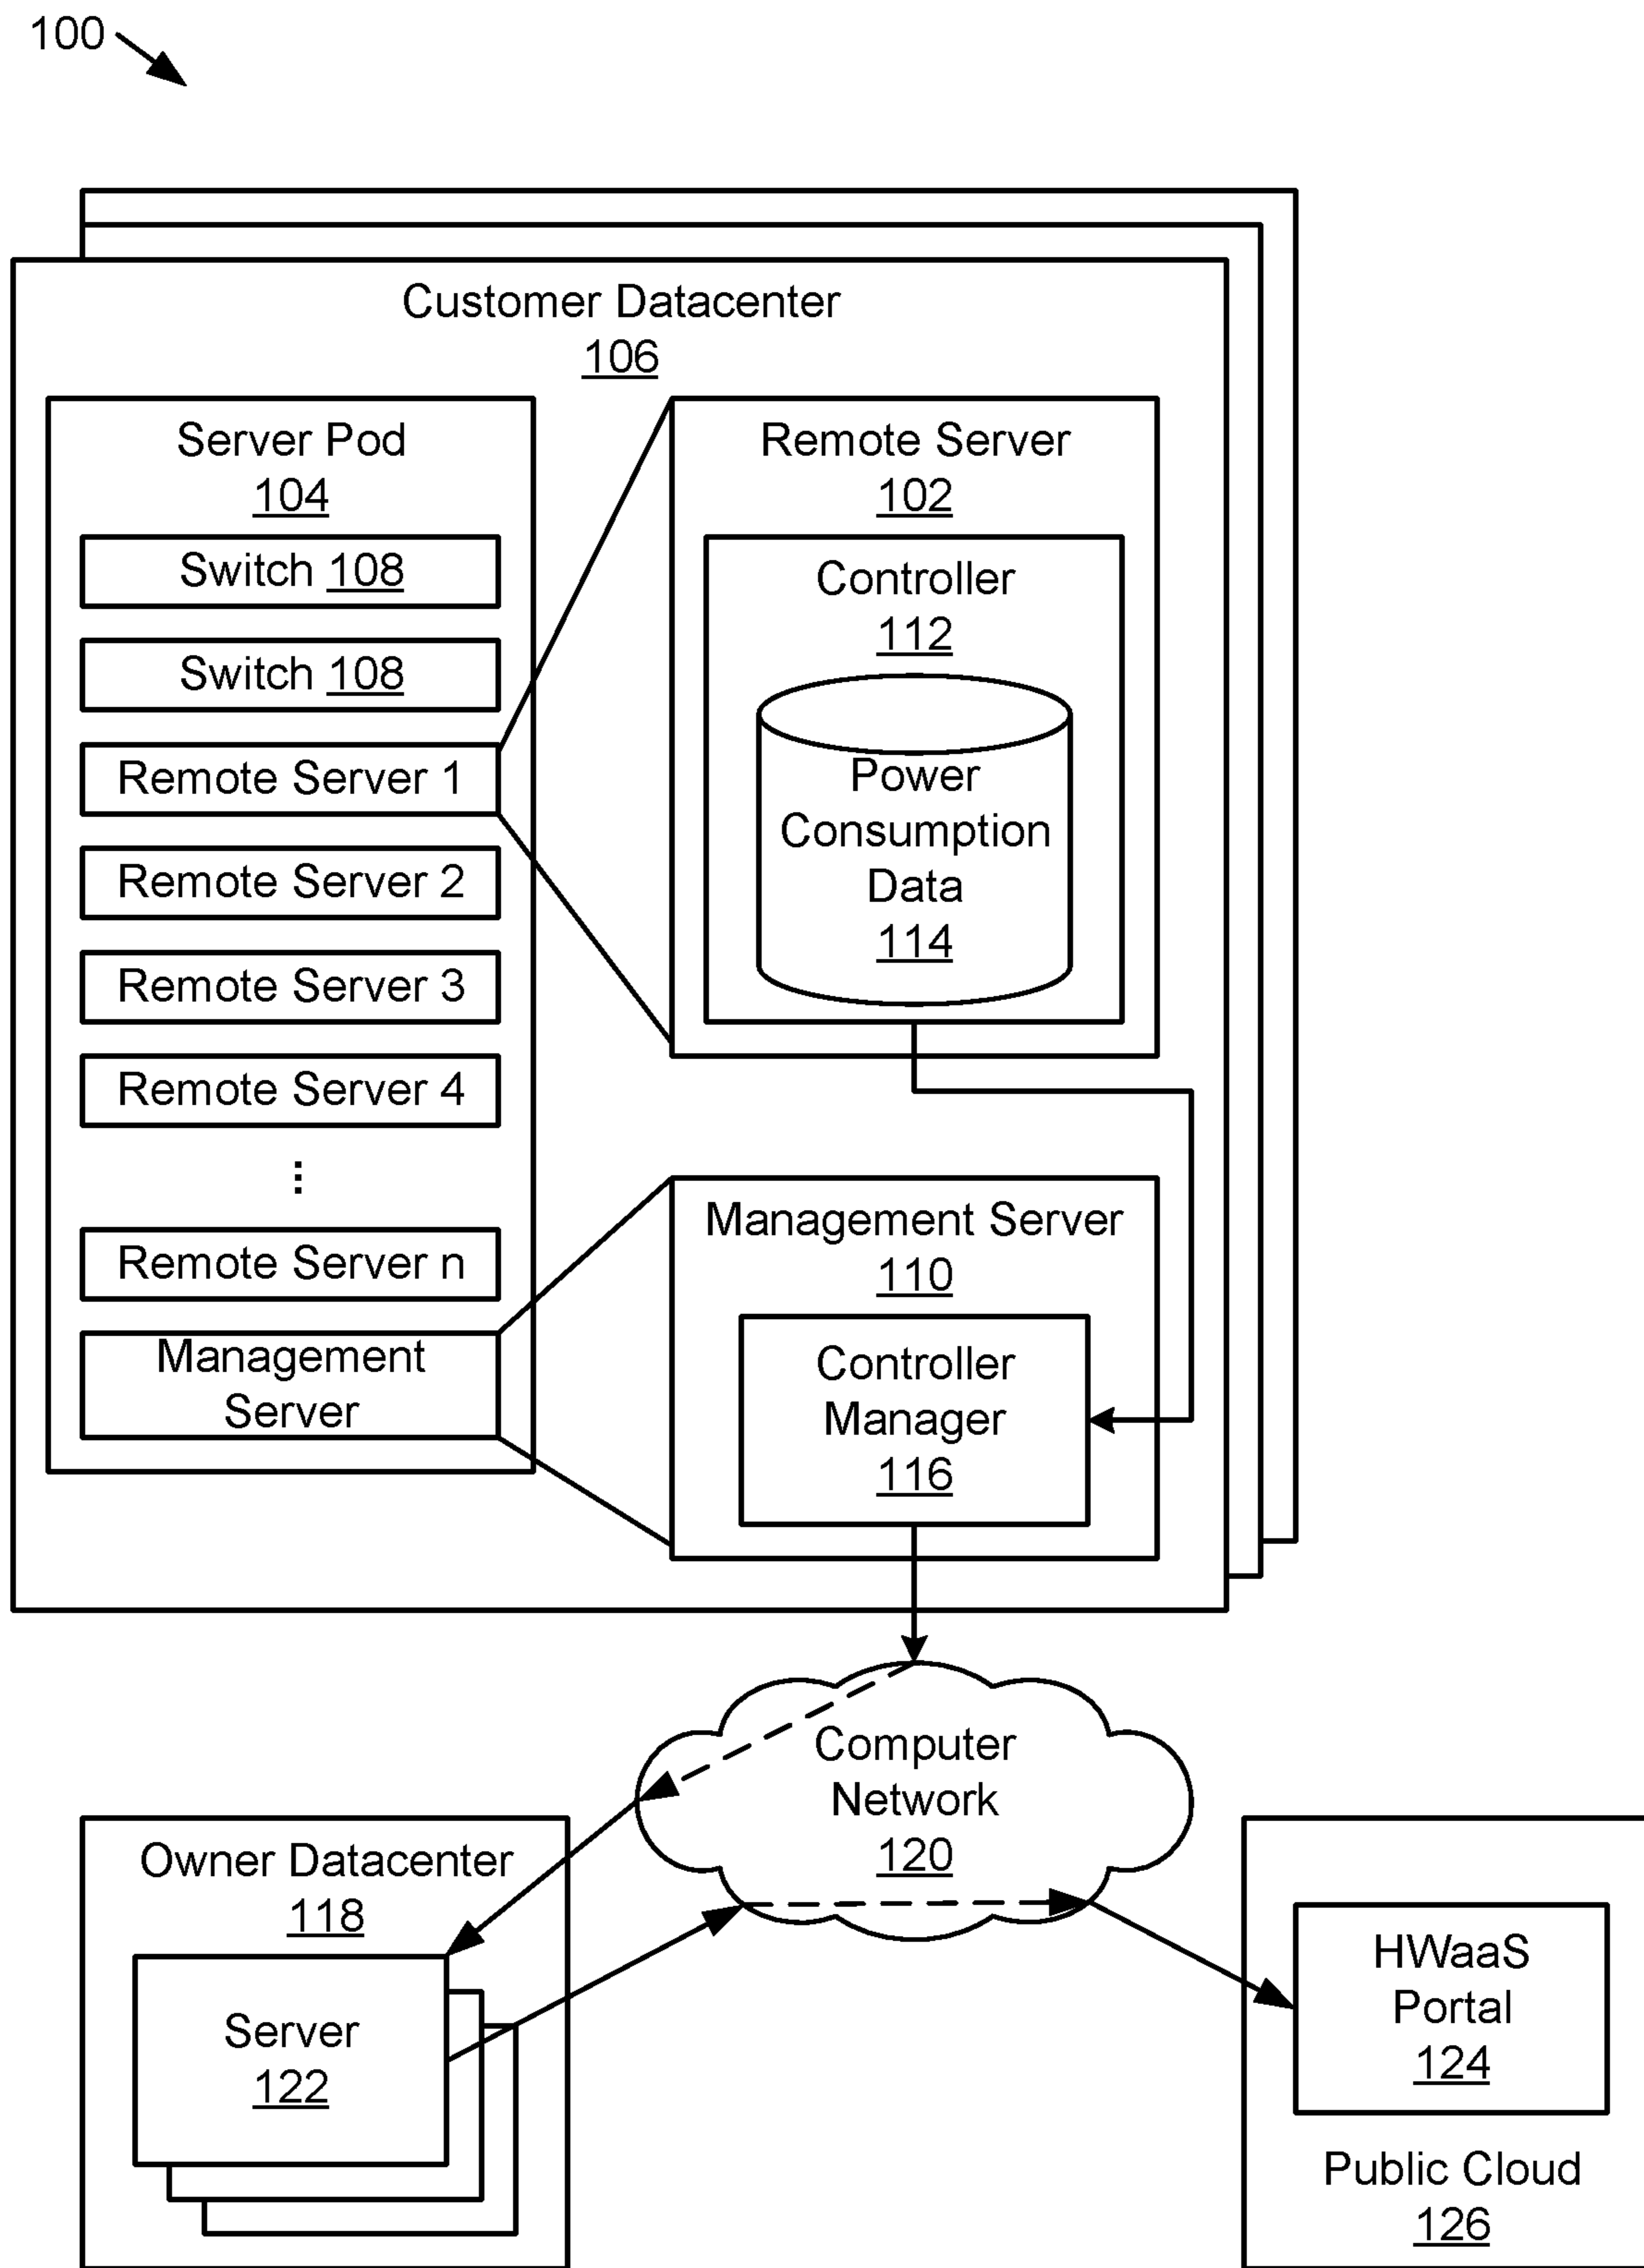 100
Customer Datacenter
106
Server Pod
104
Switch 108
Switch 108
Remote Server 1
Remote Server 2
Remote Server 3
Remote Server 4
⋮
Remote Server n
Management
Server
Remote Server
102
Controller
112
Power
Consumption
Data
114
Management Server
110
Controller
Manager
116
Computer
Network
120
Owner Datacenter
118
Server
122
HWaaS
Portal
124
Public Cloud
126